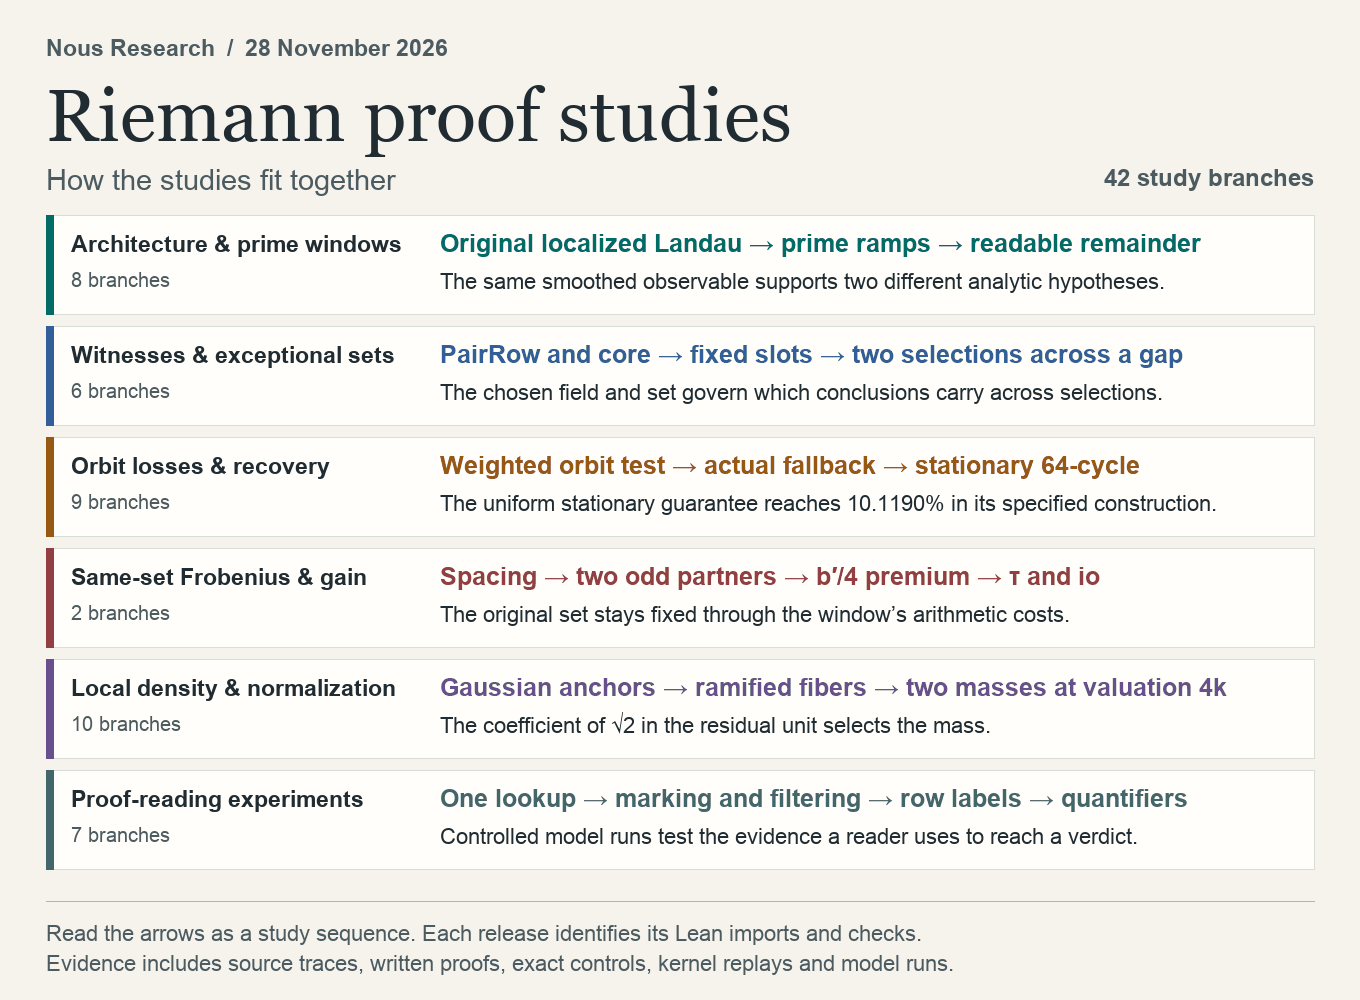 Nous Research / 28 November 2026
Riemann proof studies
How the studies fit together
42 study branches
Architecture & prime windows
8 branches
Original localized Landau → prime ramps → readable remainder
The same smoothed observable supports two different analytic hypotheses.
Witnesses & exceptional sets
6 branches
PairRow and core → fixed slots → two selections across a gap
The chosen field and set govern which conclusions carry across selections.
Orbit losses & recovery
9 branches
Weighted orbit test → actual fallback → stationary 64-cycle
The uniform stationary guarantee reaches 10.1190% in its specified construction.
Same-set Frobenius & gain
2 branches
Spacing → two odd partners → b′/4 premium → τ and io
The original set stays fixed through the window’s arithmetic costs.
Local density & normalization
10 branches
Gaussian anchors → ramified fibers → two masses at valuation 4k
The coefficient of √2 in the residual unit selects the mass.
Proof-reading experiments
7 branches
One lookup → marking and filtering → row labels → quantifiers
Controlled model runs test the evidence a reader uses to reach a verdict.
Read the arrows as a study sequence. Each release identifies its Lean imports and checks.
Evidence includes source traces, written proofs, exact controls, kernel replays and model runs.